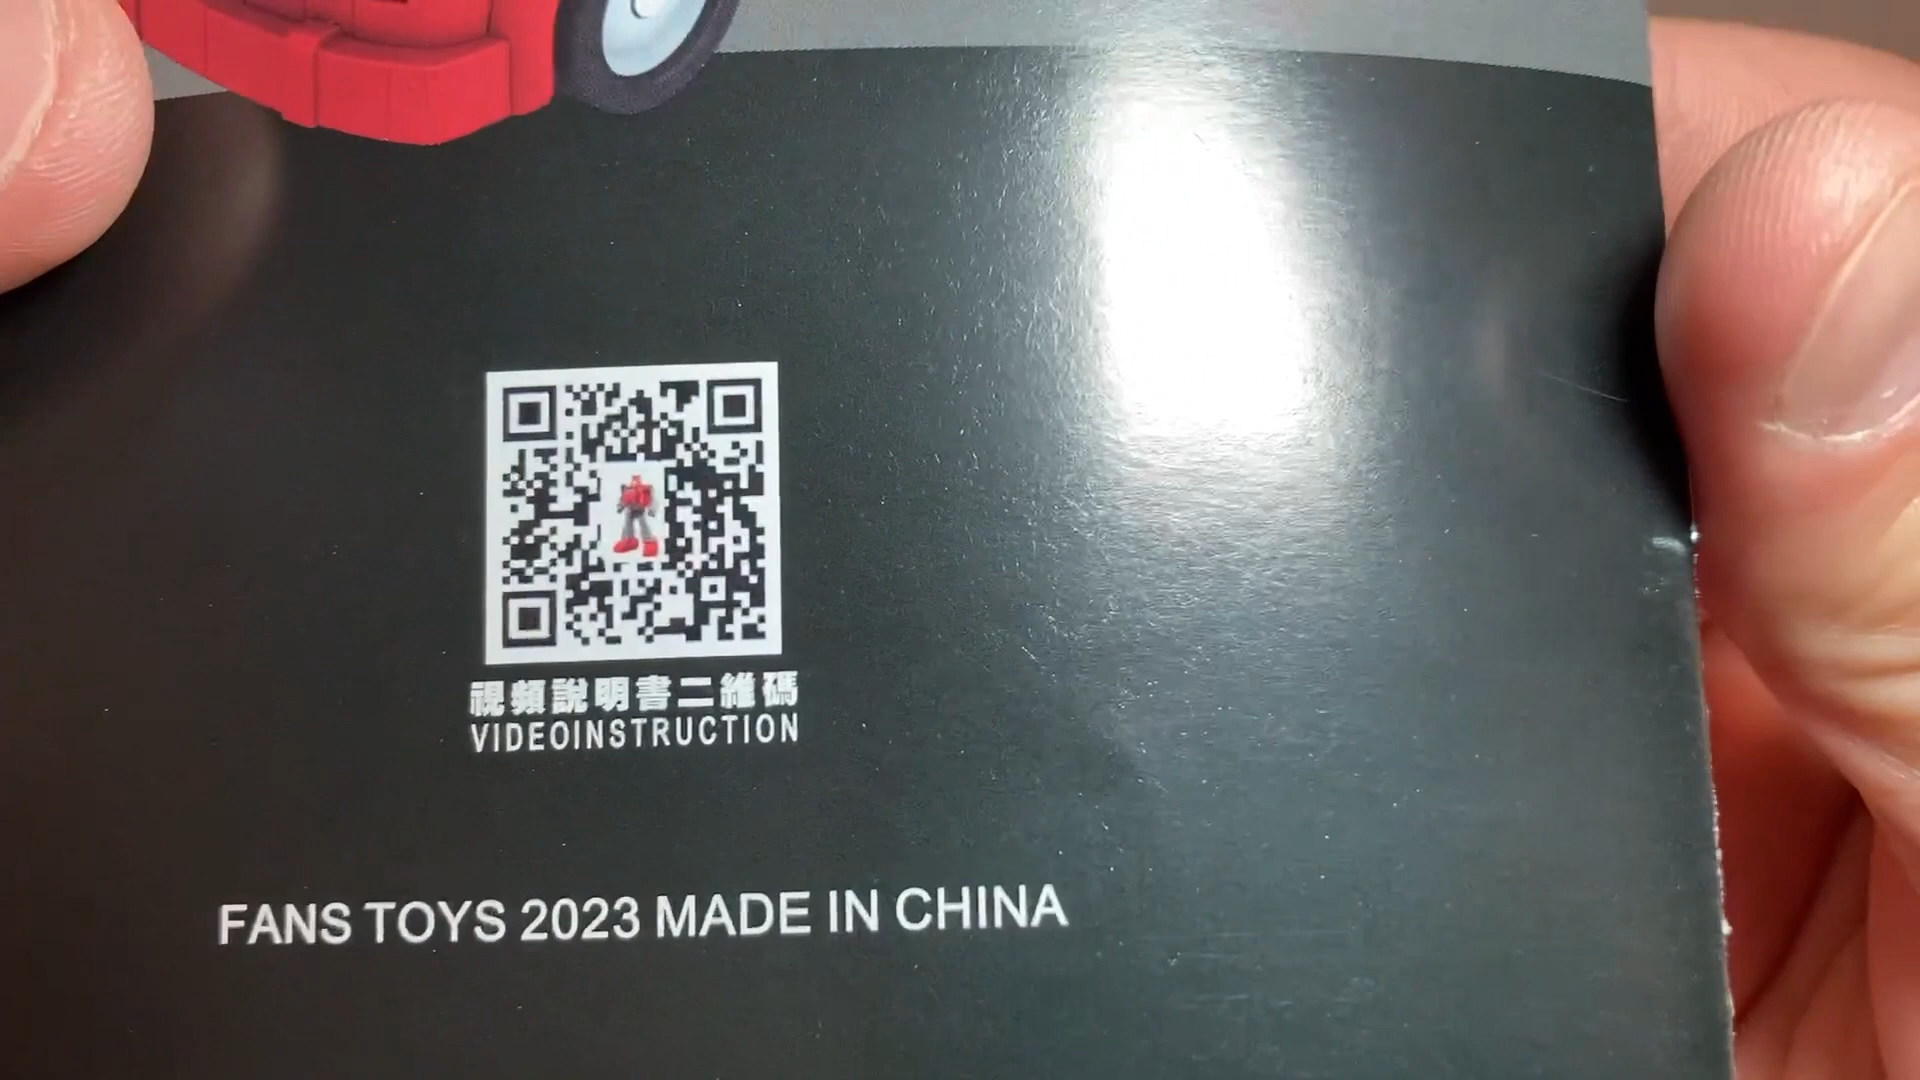 視頻說明書二維碼
VIDEOINSTRUCTION
FANS TOYS 2023 MADE IN CHINA